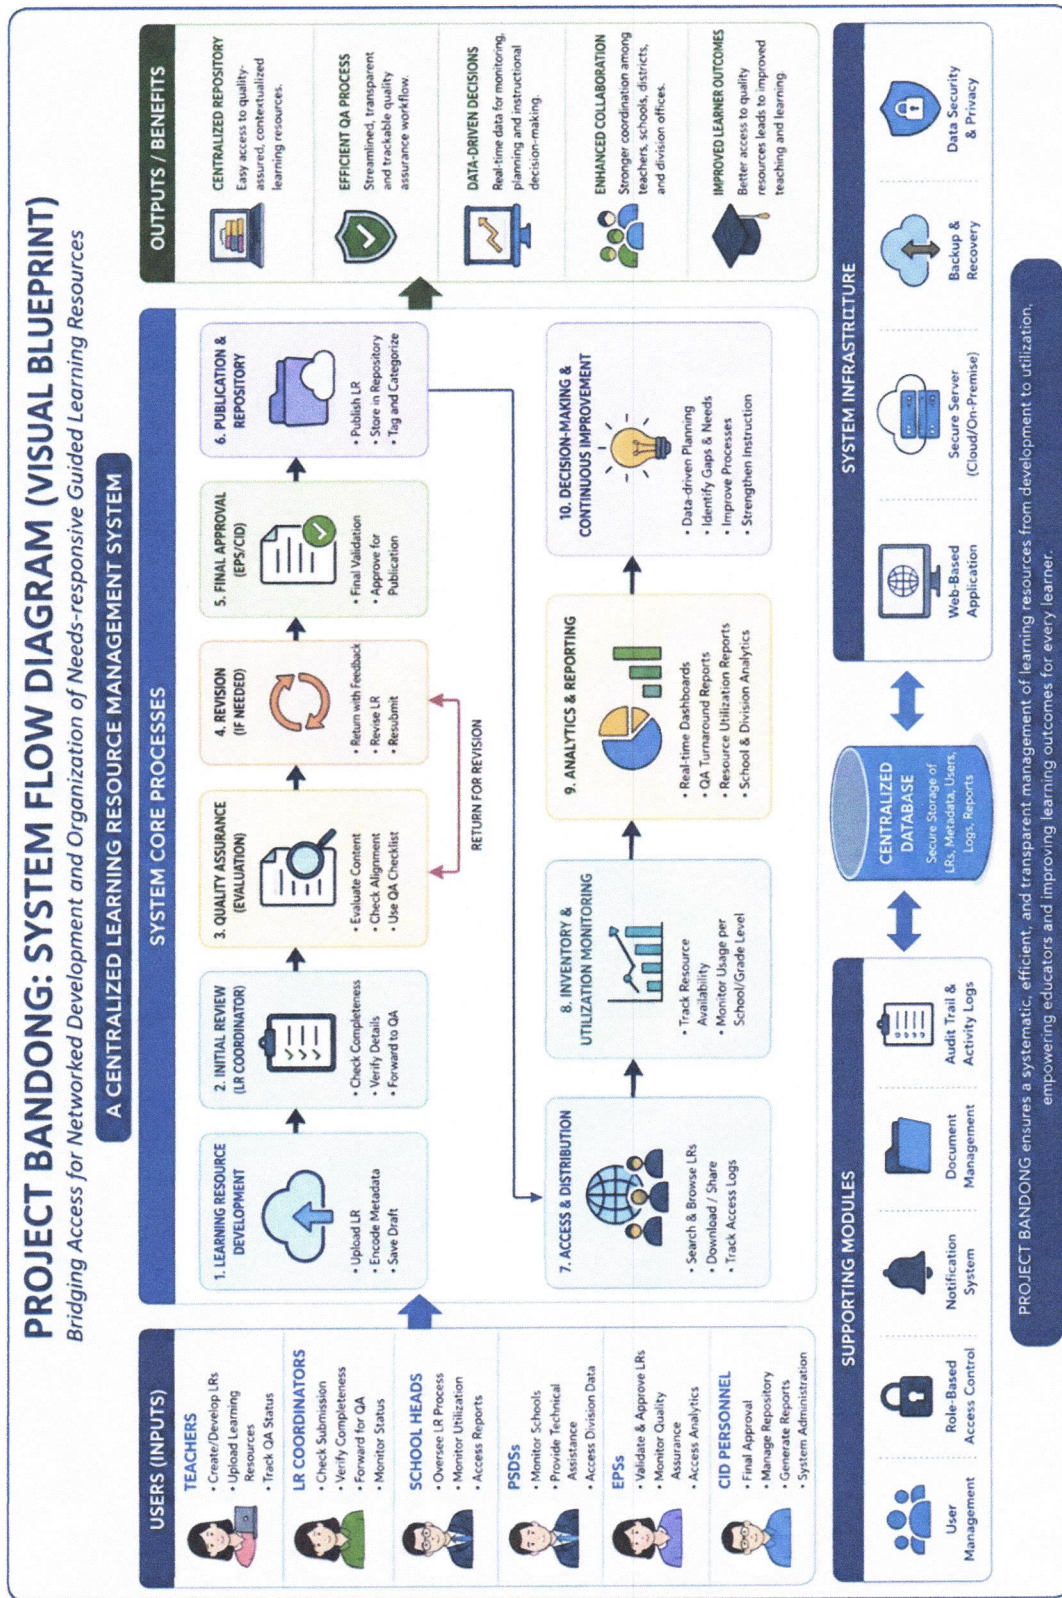 PROJECT BANDONG: SYSTEM FLOW DIAGRAM (VISUAL BLUEPRINT)
Bridging Access for Networked Development and Organization of Needs-responsive Guided Learning Resources
A CENTRALIZED LEARNING RESOURCE MANAGEMENT SYSTEM
USERS (INPUTS)
TEACHERS
• Create/Develop LRs
• Upload Learning
Resources
• Track QA Status
LR COORDINATORS
• Check Submission
• Verify Completeness
• Forward for QA
• Monitor Status
SCHOOL HEADS
• Oversee LR Process
• Monitor Utilization
• Access Reports
PSDSs
• Monitor Schools
• Provide Technical
Assistance
• Access Division Data
EPSs
• Validate & Approve LRs
• Monitor Quality
Assurance
• Access Analytics
CID PERSONNEL
• Final Approval
• Manage Repository
• Generate Reports
• System Administration
SYSTEM CORE PROCESSES
1. LEARNING RESOURCE
DEVELOPMENT
• Upload LR
• Encode Metadata
• Save Draft
2. INITIAL REVIEW
(LR COORDINATOR)
• Check Completeness
• Verify Details
• Forward to QA
3. QUALITY ASSURANCE
(EVALUATION)
• Evaluate Content
• Check Alignment
• Use QA Checklist
4. REVISION
(IF NEEDED)
• Return with Feedback
• Revise LR
• Resubmit
RETURN FOR REVISION
5. FINAL APPROVAL
(EPS/CID)
• Final Validation
• Approve for
Publication
6. PUBLICATION &
REPOSITORY
• Publish LR
• Store in Repository
• Tag and Categorize
7. ACCESS & DISTRIBUTION
• Search & Browse LRs
• Download / Share
• Track Access Logs
8. INVENTORY &
UTILIZATION MONITORING
• Track Resource
Availability
• Monitor Usage per
School/Grade Level
9. ANALYTICS & REPORTING
• Real-time Dashboards
• QA Turnaround Reports
• Resource Utilization Reports
• School & Division Analytics
10. DECISION-MAKING &
CONTINUOUS IMPROVEMENT
• Data-driven Planning
• Identify Gaps & Needs
• Improve Processes
• Strengthen Instruction
OUTPUTS / BENEFITS
CENTRALIZED REPOSITORY
Easy access to quality-
assured, contextualized
learning resources.
EFFICIENT QA PROCESS
Streamlined, transparent
and trackable quality
assurance workflow.
DATA-DRIVEN DECISIONS
Real-time data for monitoring,
planning and instructional
decision-making.
ENHANCED COLLABORATION
Stronger coordination among
teachers, schools, districts,
and division offices.
IMPROVED LEARNER OUTCOMES
Better access to quality
resources leads to improved
teaching and learning.
SUPPORTING MODULES
User
Management
Role-Based
Access Control
Notification
System
Document
Management
Audit Trail &
Activity Logs
CENTRALIZED
DATABASE
Secure Storage of
LRs, Metadata, Users,
Logs, Reports
SYSTEM INFRASTRUCTURE
Web-Based
Application
Secure Server
(Cloud/On-Premise)
Backup &
Recovery
Data Security
& Privacy
PROJECT BANDONG ensures a systematic, efficient, and transparent management of learning resources from development to utilization,
empowering educators and improving learning outcomes for every learner.